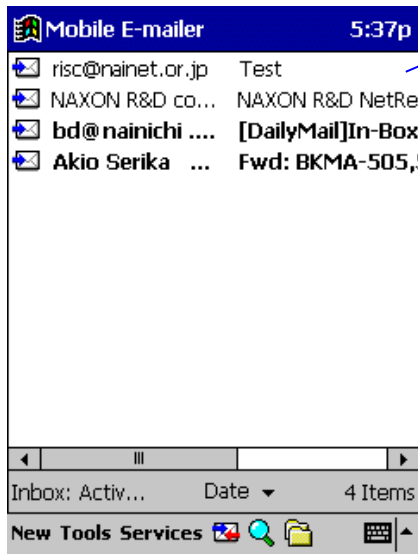 Mobile E-mailer 5:37p
risc@nainet.or.jp Test
NAXON R&D co... NAXON R&D NetRe
bd@nainichi .... [DailyMail]In-Box
Akio Serika ... Fwd: BKMA-505,
Inbox: Activ... Date 4 Items
New Tools Services